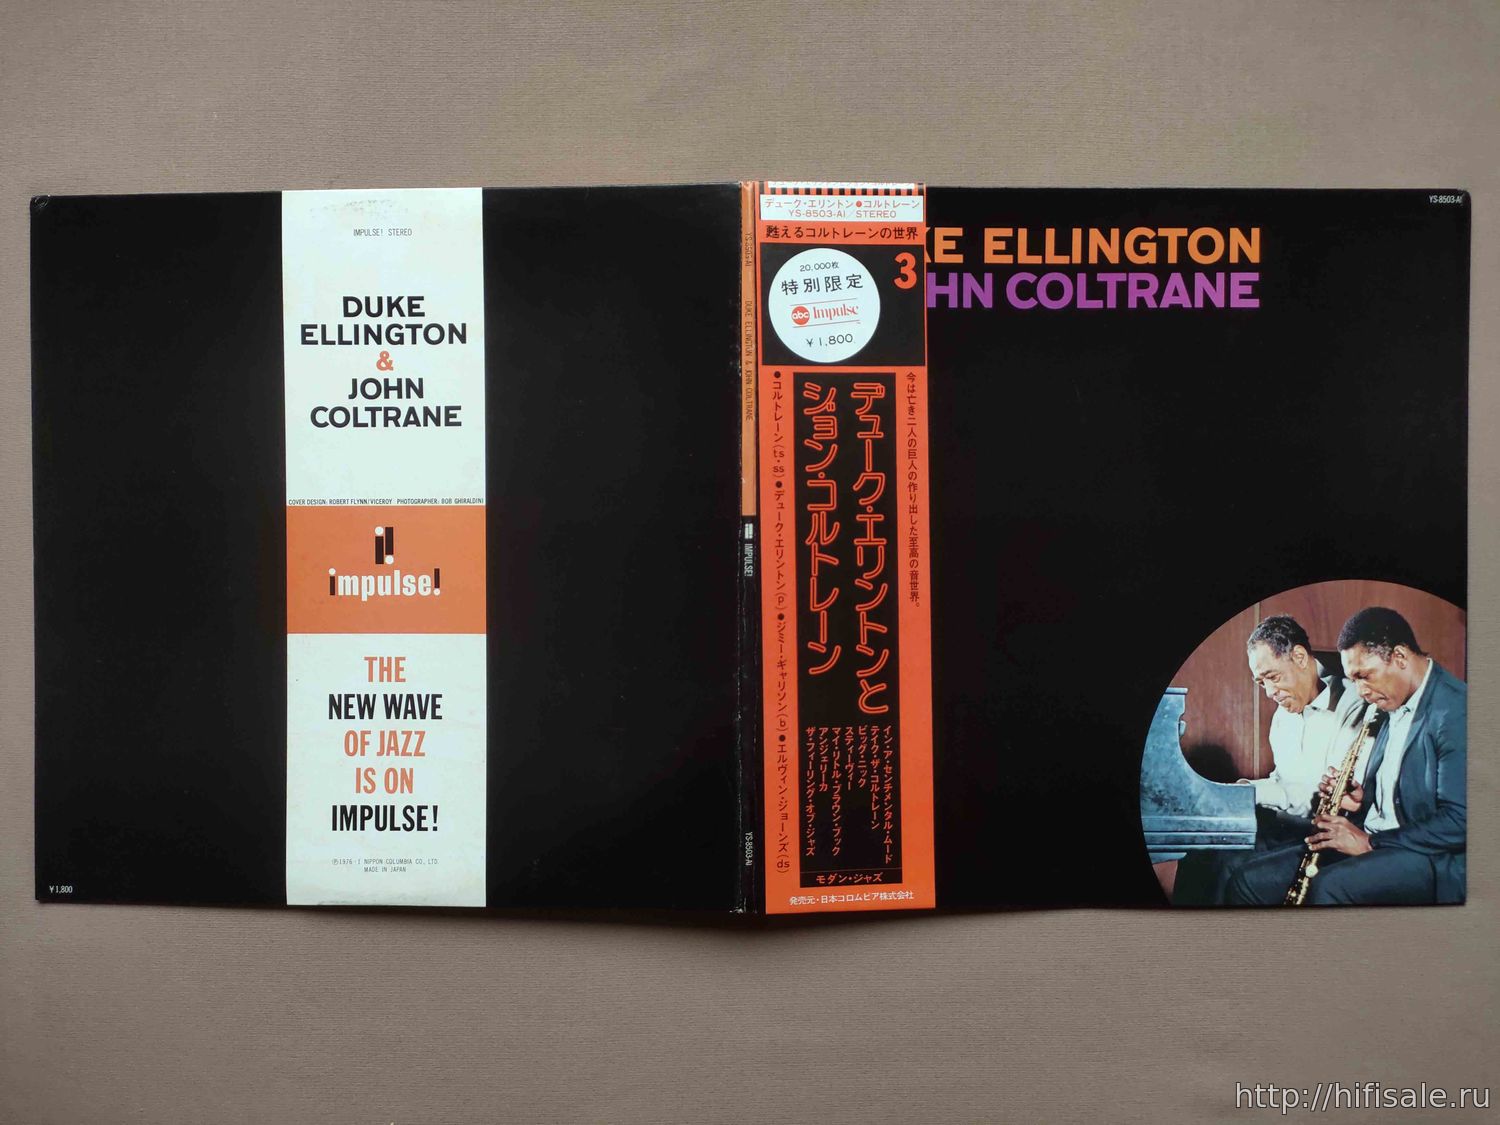 IMPULSE! STEREO
DUKE
ELLINGTON
&
JOHN
COLTRANE
COVER DESIGN: ROBERT FLYNN/VICEROY PHOTOGRAPHER: BOB GHIRALDINI
impulse!
THE
NEW WAVE
OF JAZZ
IS ON
IMPULSE!
℗1976·1 NIPPON COLUMBIA CO., LTD.
MADE IN JAPAN
¥1,800
YS-8503-AI
DUKE ELLINGTON & JOHN COLTRANE
IMPULSE!
YS-8503-AI
デューク・エリントン●コルトレーン
YS-8503-AI/STEREO
甦えるコルトレーンの世界
3
20,000枚
特別限定
abc Impulse
¥1,800
今は亡き二人の巨人の作り出した至高の音世界。
デューク・エリントンと
ジョン・コルトレーン
●コルトレーン(ts・ss)●デューク・エリントン(p)●ジミー・ギャリソン(b)●エルヴィン・ジョーンズ(ds)
イン・ア・センチメンタル・ムード
テイク・ザ・コルトレーン
ビッグ・ニック
スティーヴィー
マイ・リトル・ブラウン・ブック
アンジェリーカ
ザ・フィーリング・オブ・ジャズ
モダン・ジャズ
発売元・日本コロムビア株式会社
YS-8503-AI
KE ELLINGTON
HN COLTRANE
http://hifisale.ru